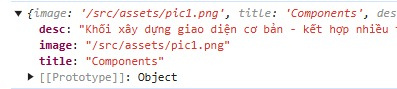 ▼ {image: '/src/assets/pic1.png', title: 'Components', des
desc: "Khối xây dựng giao diện cơ bản - kết hợp nhiều
image: "/src/assets/pic1.png"
title: "Components"
▶ [[Prototype]]: Object